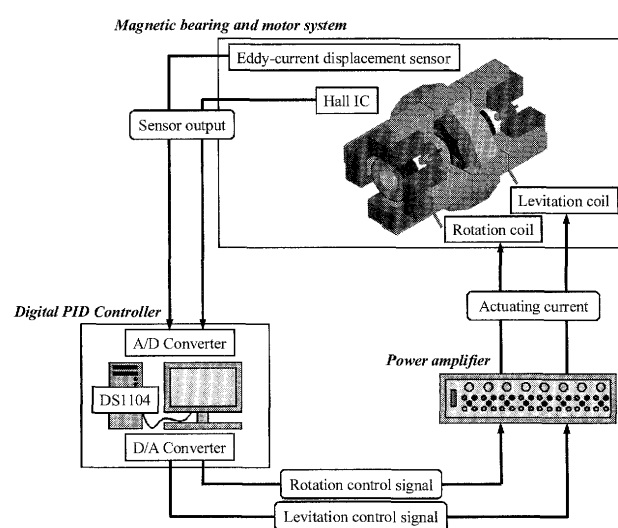 Magnetic bearing and motor system
Eddy-current displacement sensor
Hall IC
Sensor output
Levitation coil
Rotation coil
Actuating current
Digital PID Controller
A/D Converter
Power amplifier
DS1104
D/A Converter
Rotation control signal
Levitation control signal